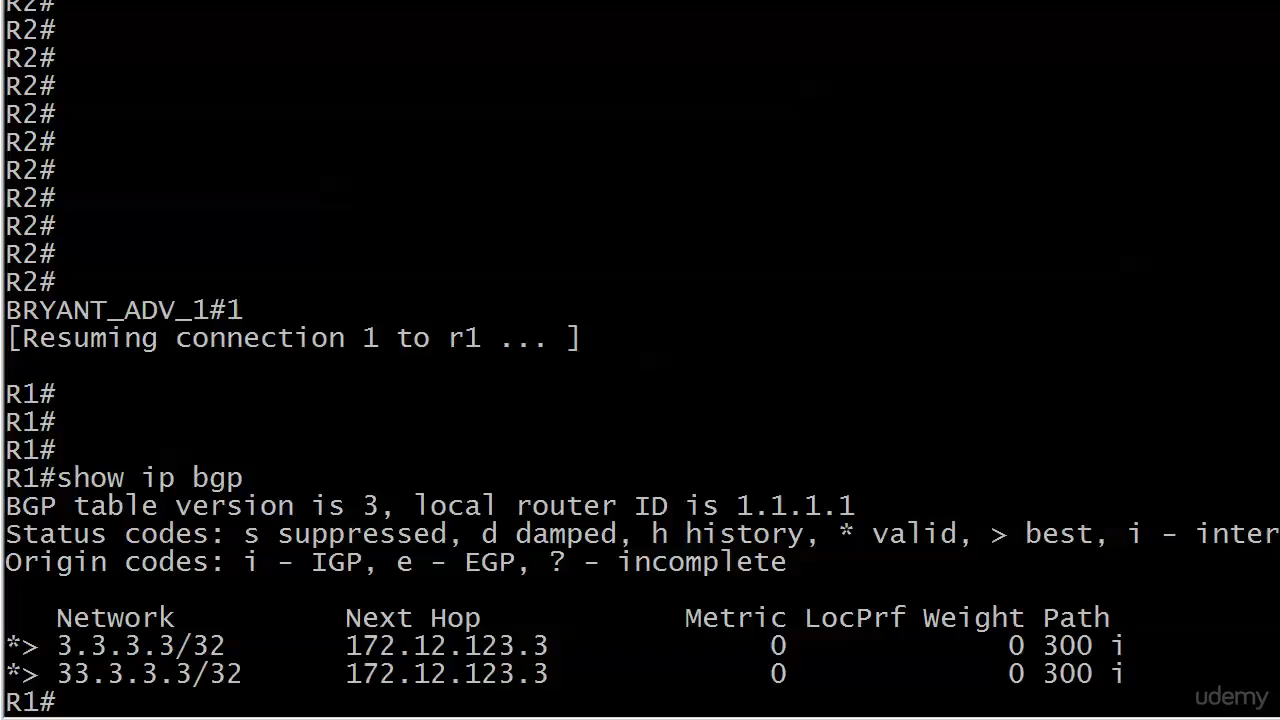 R2#
R2#
R2#
R2#
R2#
R2#
R2#
R2#
R2#
R2#
R2#
BRYANT_ADV_1#1
[Resuming connection 1 to r1 ... ]
R1#
R1#
R1#
R1#show ip bgp
BGP table version is 3, local router ID is 1.1.1.1
Status codes: s suppressed, d damped, h history, * valid, > best, i - inter
Origin codes: i - IGP, e - EGP, ? - incomplete
Network Next Hop Metric LocPrf Weight Path
*> 3.3.3.3/32 172.12.123.3 0 0 300 i
*> 33.3.3.3/32 172.12.123.3 0 0 300 i
R1#
udemy